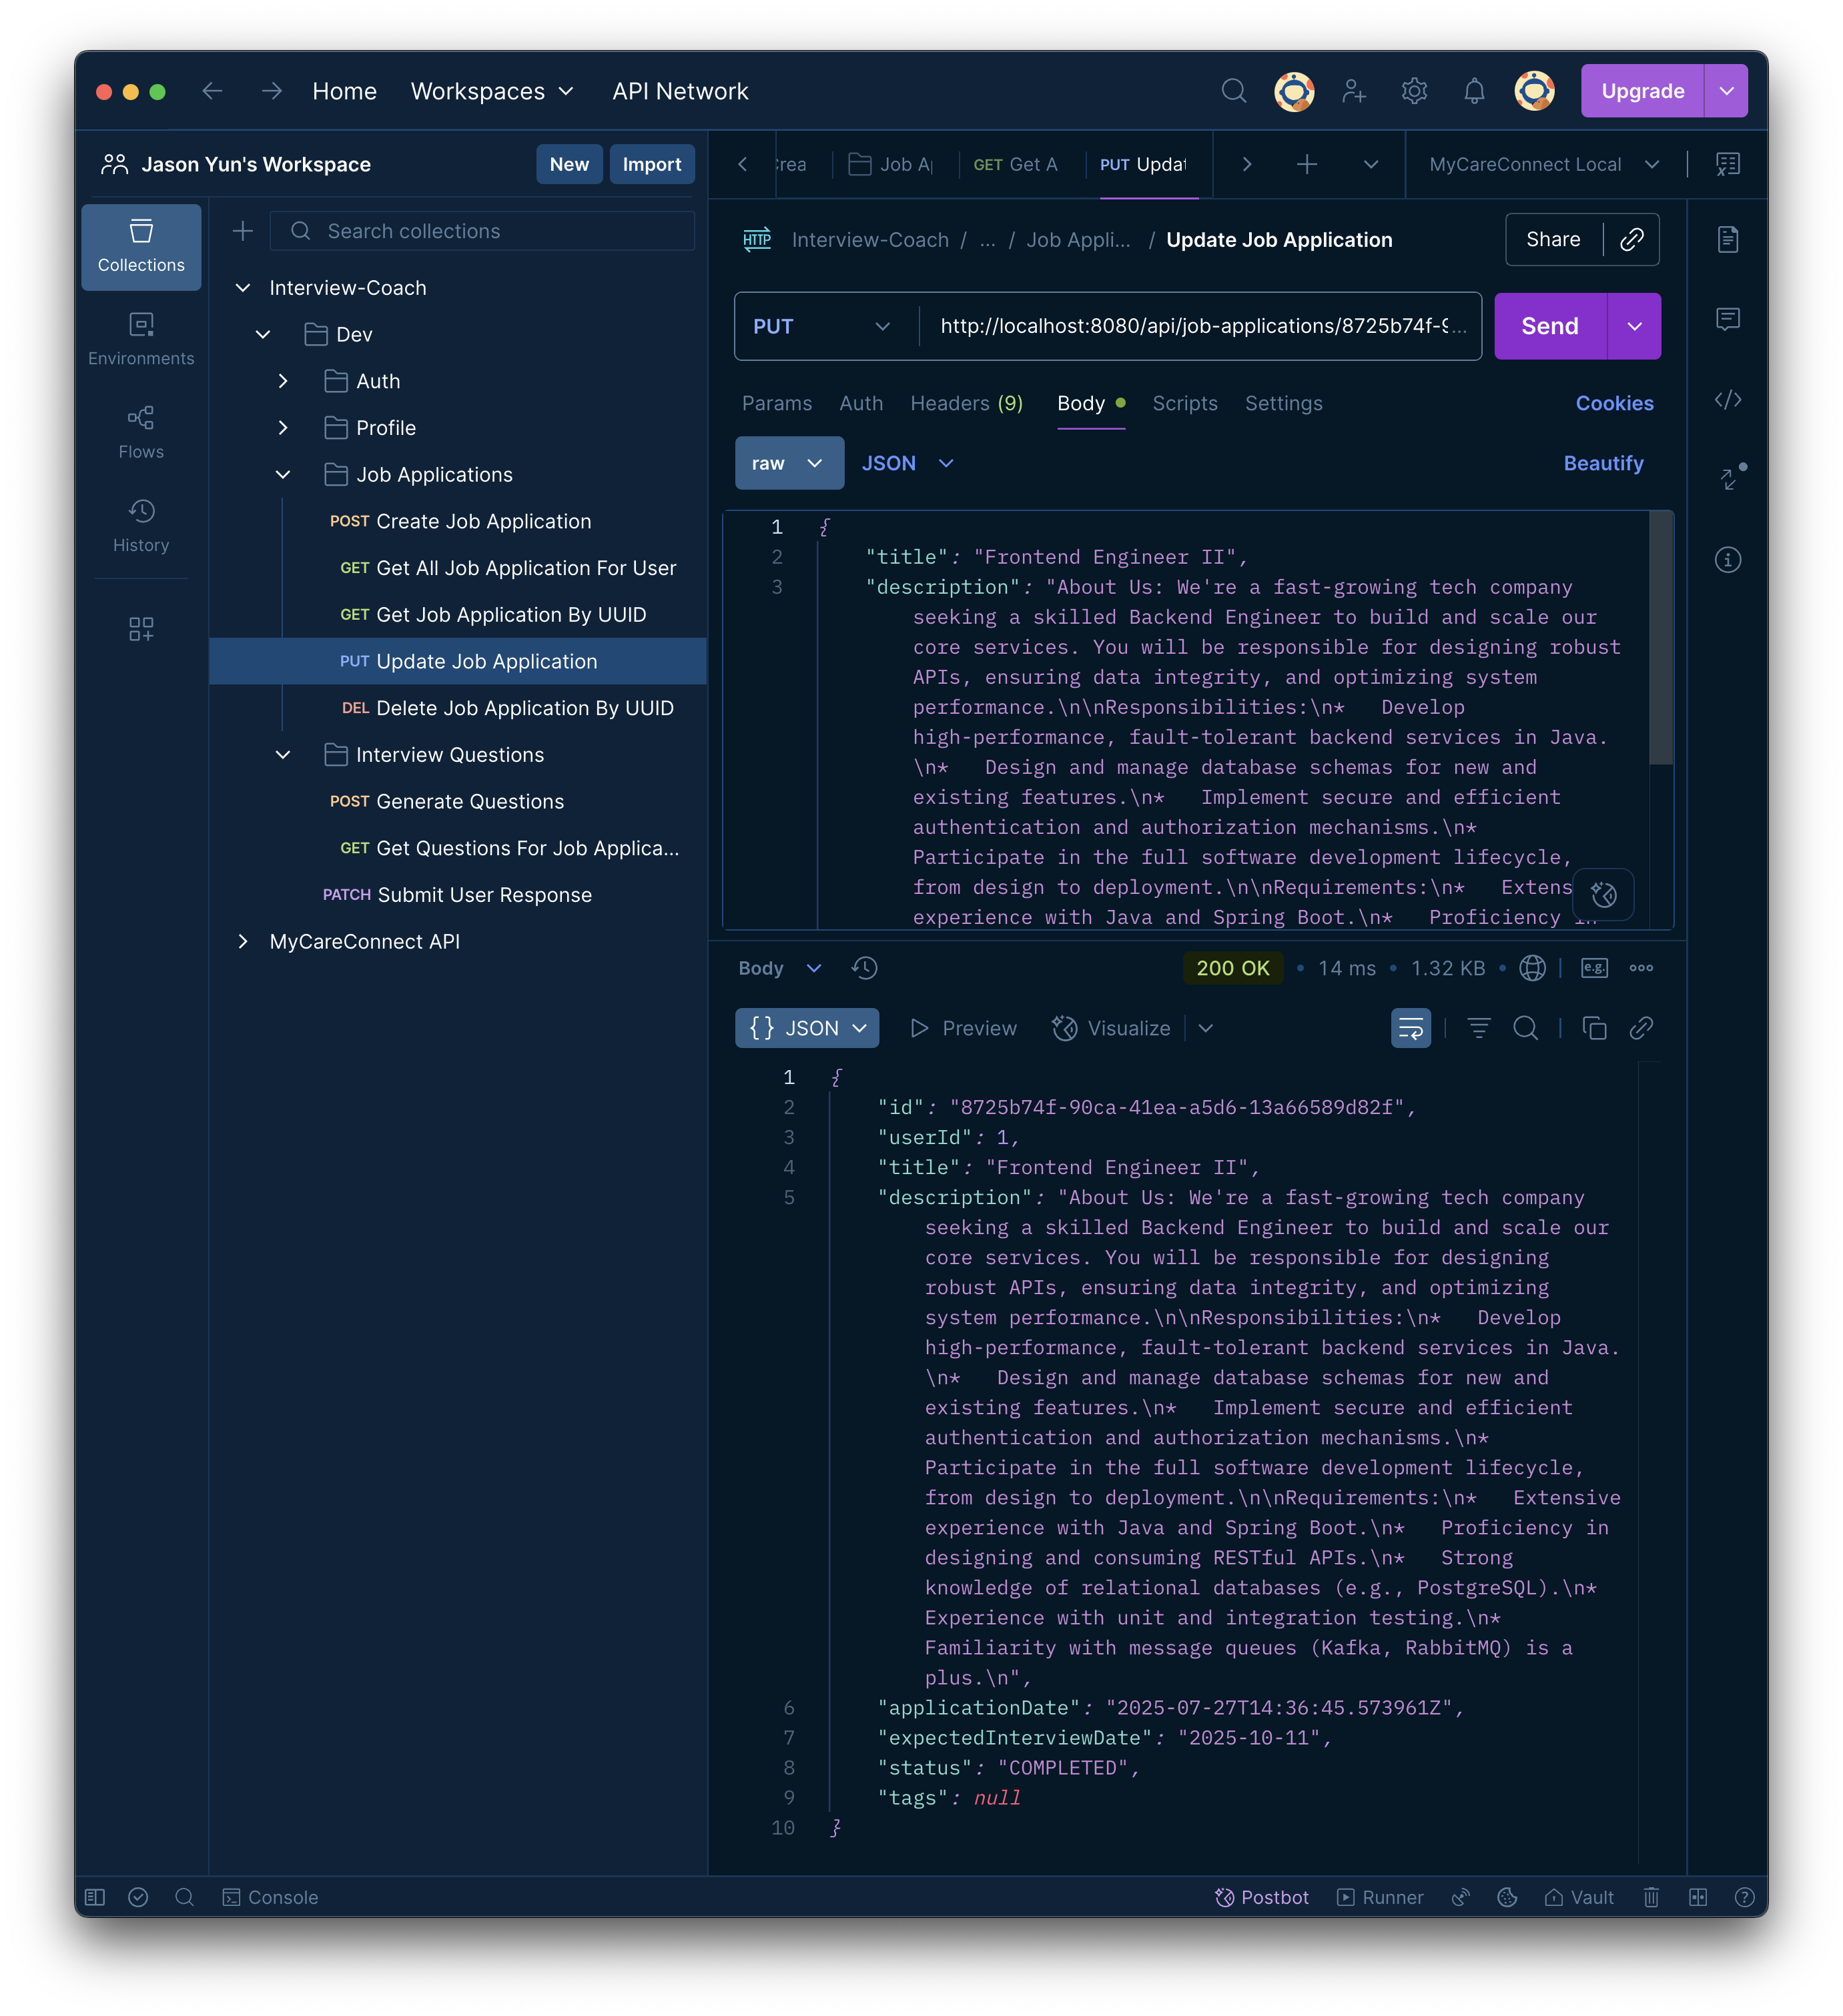 Home Workspaces API Network Upgrade
Jason Yun's Workspace New Import
Job A GET Get A PUT Updat MyCareConnect Local
Collections
Environments
Flows
History
Search collections
Interview-Coach
Dev
Auth
Profile
Job Applications
POST Create Job Application
GET Get All Job Application For User
GET Get Job Application By UUID
PUT Update Job Application
DEL Delete Job Application By UUID
Interview Questions
POST Generate Questions
GET Get Questions For Job Applica...
PATCH Submit User Response
MyCareConnect API
HTTP Interview-Coach / ... / Job Appli... / Update Job Application Share
PUT http://localhost:8080/api/job-applications/8725b74f-9... Send
Params Auth Headers (9) Body Scripts Settings Cookies
raw JSON Beautify
1 {
2 "title": "Frontend Engineer II",
3 "description": "About Us: We're a fast-growing tech company
seeking a skilled Backend Engineer to build and scale our
core services. You will be responsible for designing robust
APIs, ensuring data integrity, and optimizing system
performance.\n\nResponsibilities:\n*   Develop
high-performance, fault-tolerant backend services in Java.
\n*   Design and manage database schemas for new and
existing features.\n*   Implement secure and efficient
authentication and authorization mechanisms.\n*
Participate in the full software development lifecycle,
from design to deployment.\n\nRequirements:\n*   Extens
experience with Java and Spring Boot.\n*   Proficiency in
Body 200 OK • 14 ms • 1.32 KB • e.g.
{} JSON Preview Visualize
1 {
2 "id": "8725b74f-90ca-41ea-a5d6-13a66589d82f",
3 "userId": 1,
4 "title": "Frontend Engineer II",
5 "description": "About Us: We're a fast-growing tech company
seeking a skilled Backend Engineer to build and scale our
core services. You will be responsible for designing
robust APIs, ensuring data integrity, and optimizing
system performance.\n\nResponsibilities:\n*   Develop
high-performance, fault-tolerant backend services in Java.
\n*   Design and manage database schemas for new and
existing features.\n*   Implement secure and efficient
authentication and authorization mechanisms.\n*
Participate in the full software development lifecycle,
from design to deployment.\n\nRequirements:\n*   Extensive
experience with Java and Spring Boot.\n*   Proficiency in
designing and consuming RESTful APIs.\n*   Strong
knowledge of relational databases (e.g., PostgreSQL).\n*
Experience with unit and integration testing.\n*
Familiarity with message queues (Kafka, RabbitMQ) is a
plus.\n",
6 "applicationDate": "2025-07-27T14:36:45.573961Z",
7 "expectedInterviewDate": "2025-10-11",
8 "status": "COMPLETED",
9 "tags": null
10 }
Console Postbot Runner Vault